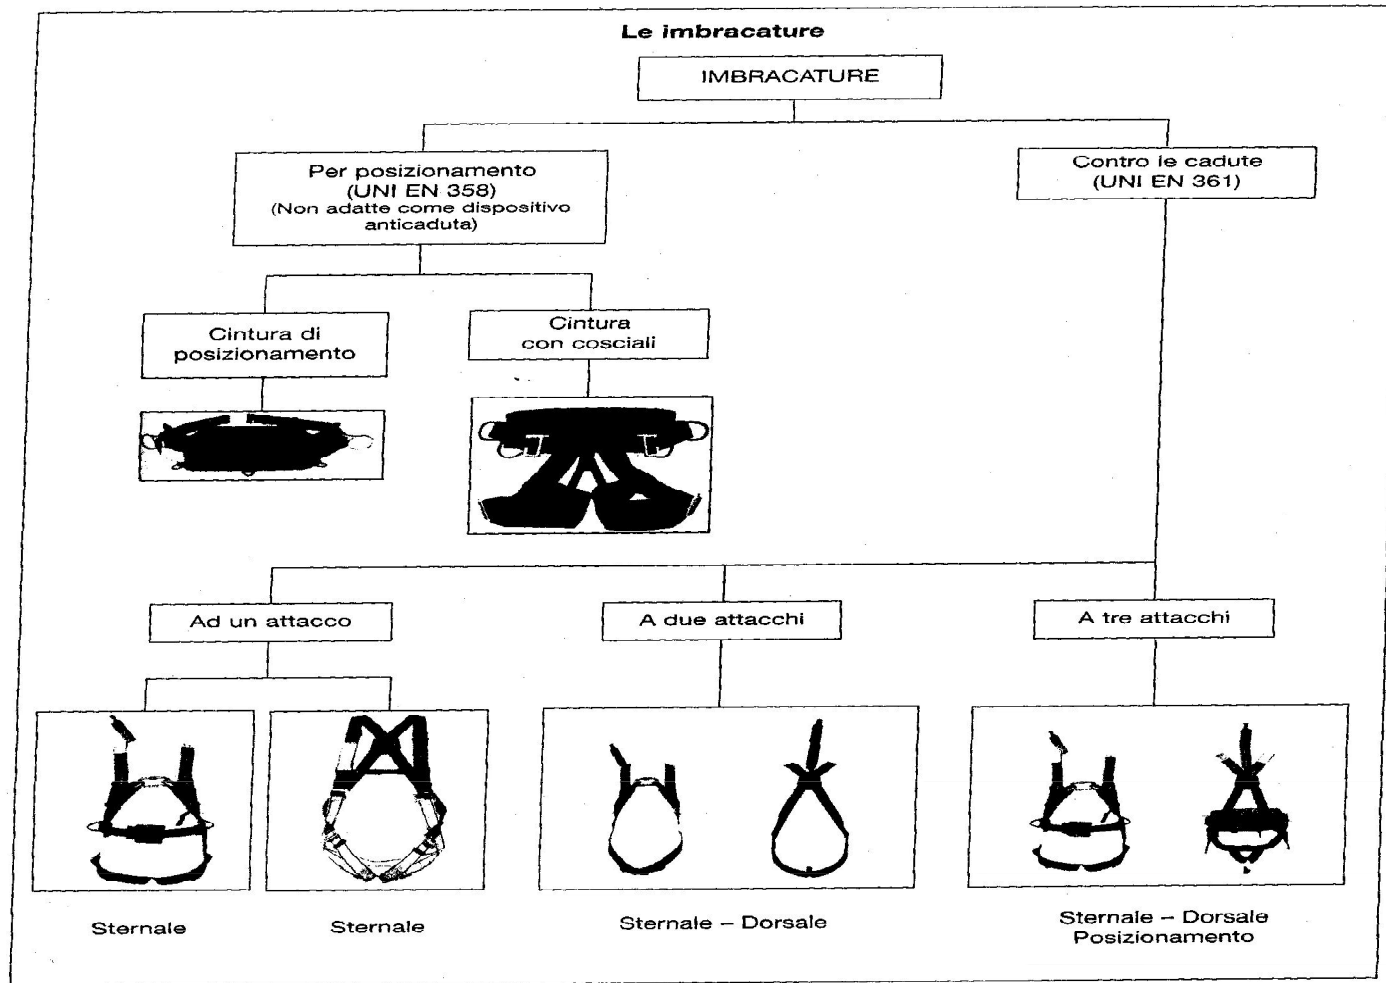 Le imbracature
IMBRACATURE
Per posizionamento
(UNI EN 358)
(Non adatte come dispositivo
anticaduta)
Contro le cadute
(UNI EN 361)
Cintura di
posizionamento
Cintura
con cosciali
Ad un attacco
A due attacchi
A tre attacchi
Sternale
Sternale
Sternale – Dorsale
Sternale – Dorsale
Posizionamento